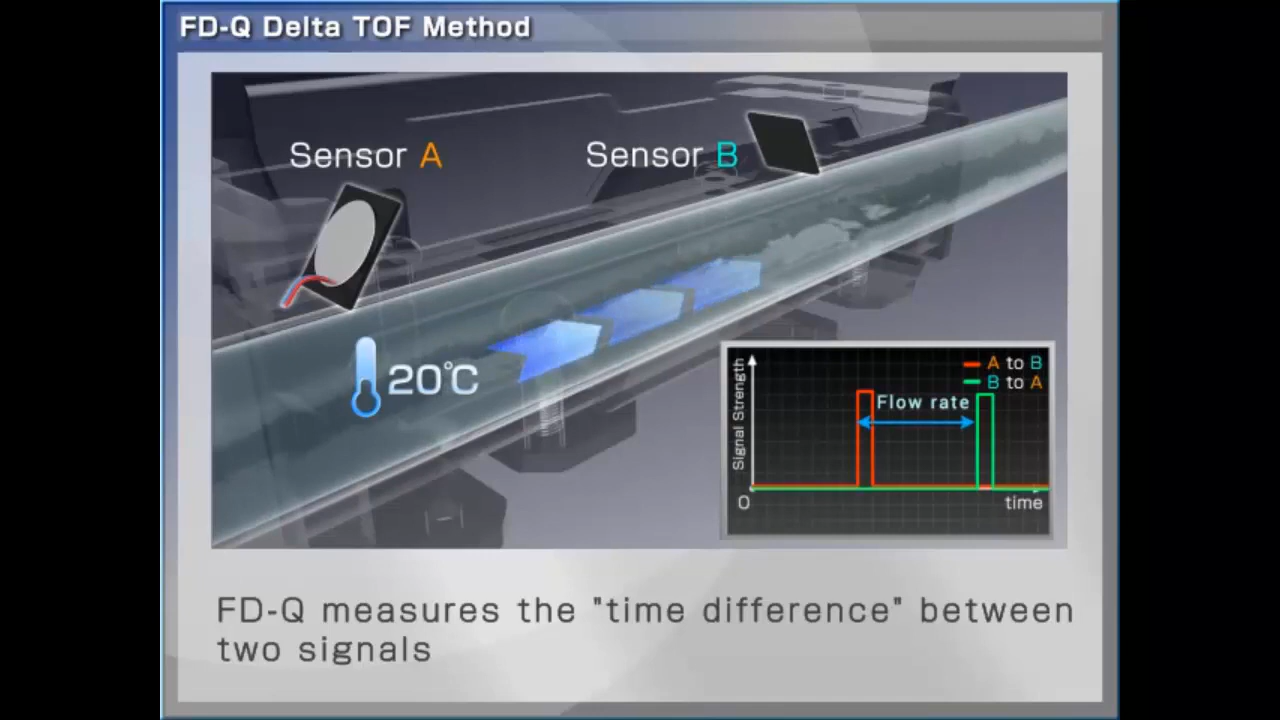 FD-Q Delta TOF Method
Sensor A
Sensor B
20℃
Signal Strength
A to B
B to A
Flow rate
0
time
FD-Q measures the "time difference" between
two signals